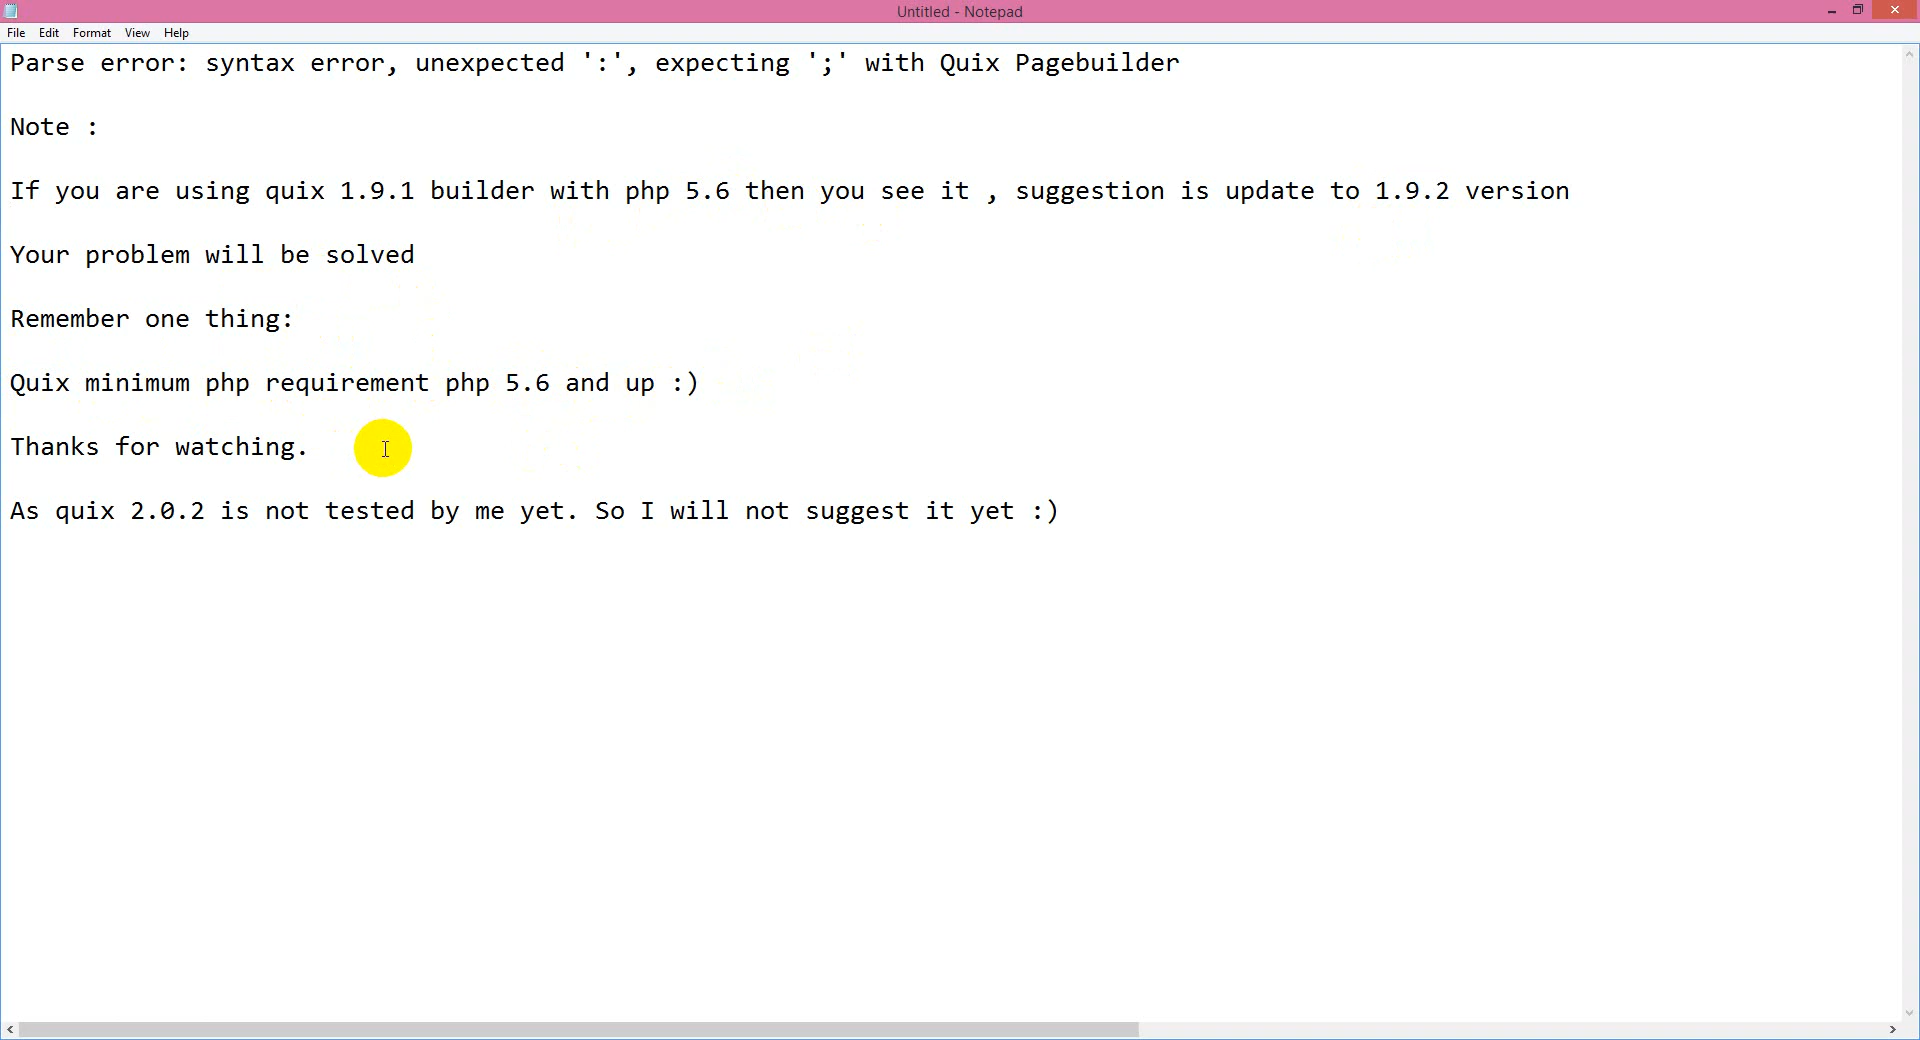 Untitled - Notepad
File Edit Format View Help
Parse error: syntax error, unexpected ':', expecting ';' with Quix Pagebuilder
Note :
If you are using quix 1.9.1 builder with php 5.6 then you see it , suggestion is update to 1.9.2 version
Your problem will be solved
Remember one thing:
Quix minimum php requirement php 5.6 and up :)
Thanks for watching.
As quix 2.0.2 is not tested by me yet. So I will not suggest it yet :)